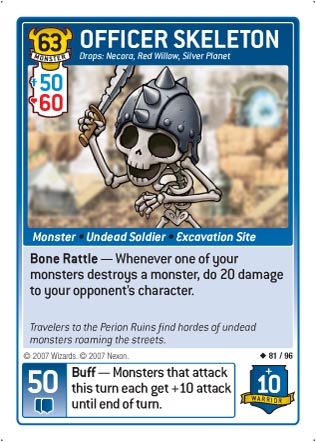 63
MONSTER
OFFICER SKELETON
Drops: Necora, Red Willow, Silver Planet
+50
60
Monster • Undead Soldier • Excavation Site
Bone Rattle — Whenever one of your
monsters destroys a monster, do 20 damage
to your opponent's character.
Travelers to the Perion Ruins find hordes of undead
monsters roaming the streets.
© 2007 Wizards. © 2007 Nexon.
◆ 81 / 96
50
Buff — Monsters that attack
this turn each get +10 attack
until end of turn.
+
10
WARRIOR